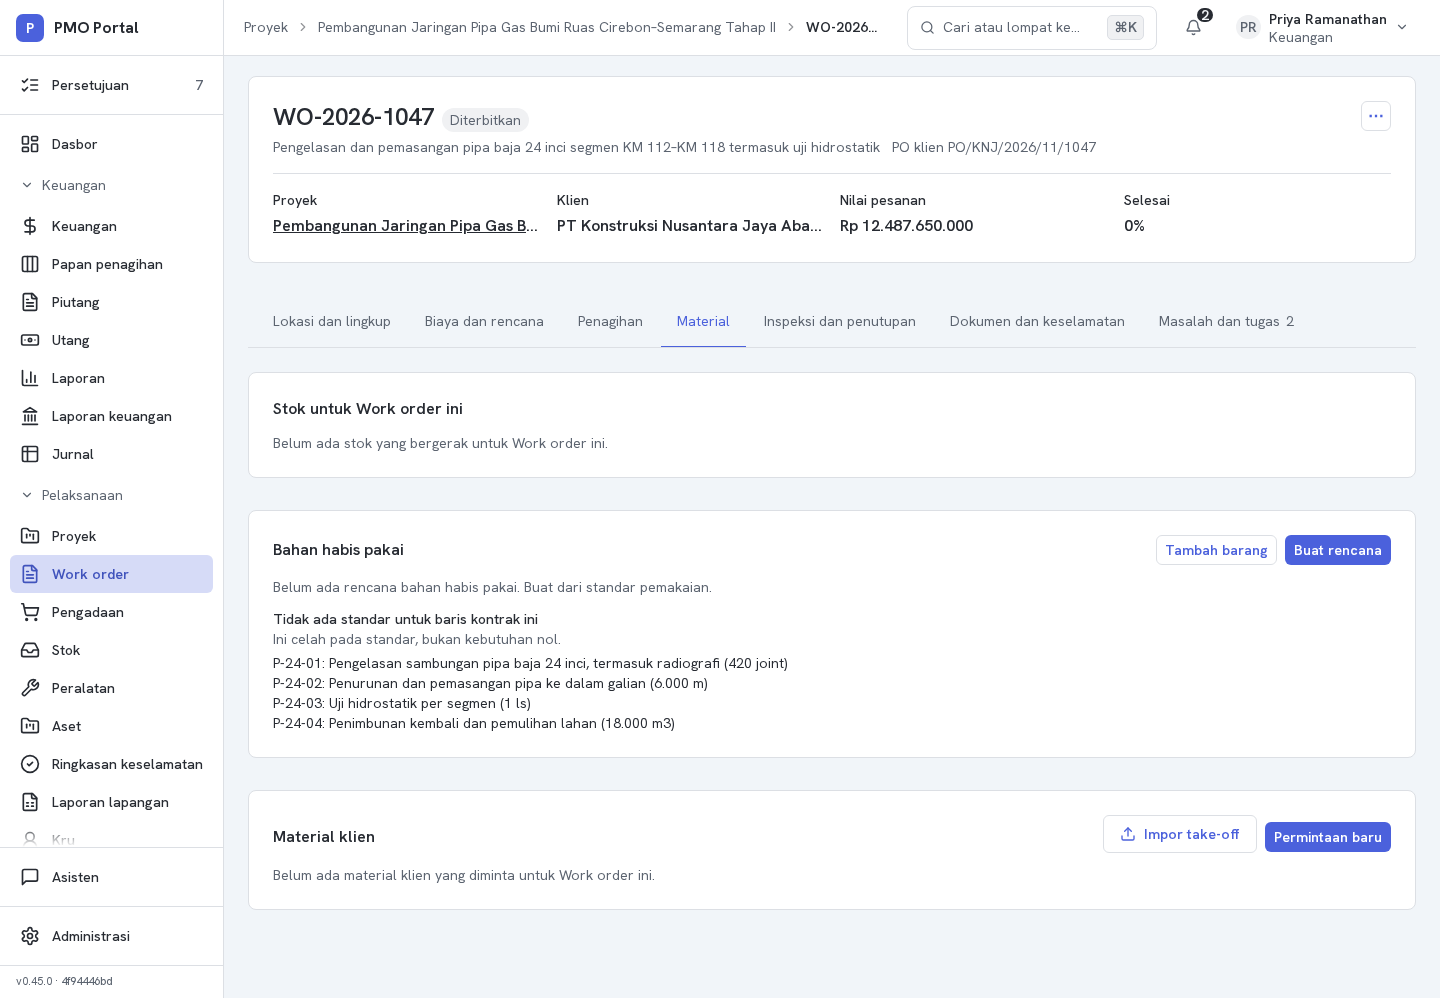 P PMO Portal
Persetujuan 7
Dasbor
Keuangan
Keuangan
Papan penagihan
Piutang
Utang
Laporan
Laporan keuangan
Jurnal
Pelaksanaan
Proyek
Work order
Pengadaan
Stok
Peralatan
Aset
Ringkasan keselamatan
Laporan lapangan
Kru
Asisten
Administrasi
v0.45.0 · 4f94446bd
Proyek > Pembangunan Jaringan Pipa Gas Bumi Ruas Cirebon–Semarang Tahap II > WO-2026...
Cari atau lompat ke... ⌘K
2
PR Priya Ramanathan
Keuangan
WO-2026-1047 Diterbitkan
Pengelasan dan pemasangan pipa baja 24 inci segmen KM 112–KM 118 termasuk uji hidrostatik PO klien PO/KNJ/2026/11/1047
Proyek Klien Nilai pesanan Selesai
Pembangunan Jaringan Pipa Gas B... PT Konstruksi Nusantara Jaya Aba... Rp 12.487.650.000 0%
Lokasi dan lingkup Biaya dan rencana Penagihan Material Inspeksi dan penutupan Dokumen dan keselamatan Masalah dan tugas 2
Stok untuk Work order ini
Belum ada stok yang bergerak untuk Work order ini.
Bahan habis pakai Tambah barang Buat rencana
Belum ada rencana bahan habis pakai. Buat dari standar pemakaian.
Tidak ada standar untuk baris kontrak ini
Ini celah pada standar, bukan kebutuhan nol.
P-24-01: Pengelasan sambungan pipa baja 24 inci, termasuk radiografi (420 joint)
P-24-02: Penurunan dan pemasangan pipa ke dalam galian (6.000 m)
P-24-03: Uji hidrostatik per segmen (1 ls)
P-24-04: Penimbunan kembali dan pemulihan lahan (18.000 m3)
Material klien Impor take-off Permintaan baru
Belum ada material klien yang diminta untuk Work order ini.